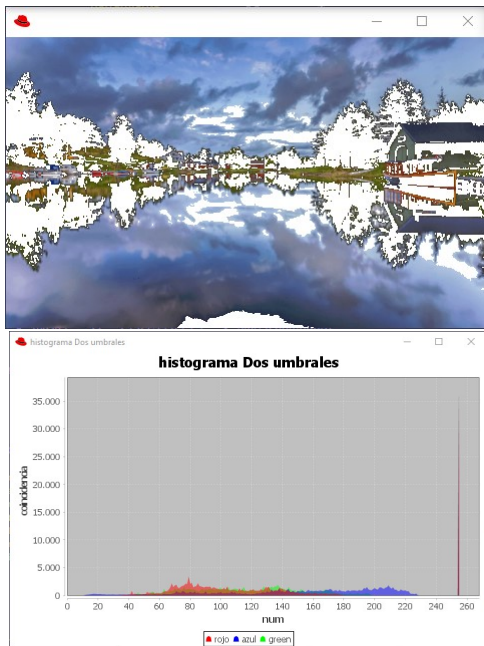 histograma Dos umbrales
histograma Dos umbrales
35.000
30.000
25.000
20.000
15.000
10.000
5.000
0
coincidencia
0 20 40 60 80 100 120 140 160 180 200 220 240 260
num
rojo azul green